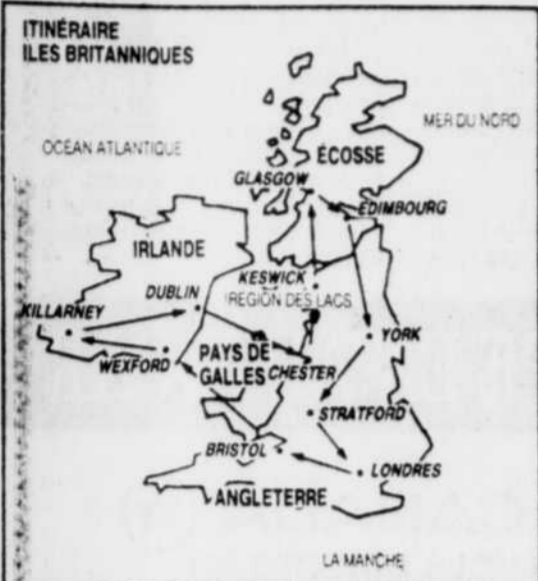 ITINÉRAIRE
ILES BRITANNIQUES
MER DU NORD
OCÉAN ATLANTIQUE
ÉCOSSE
GLASGOW
EDIMBOURG
IRLANDE
KESWICK
DUBLIN
RÉGION DES LACS
KILLARNEY
YORK
WEXFORD
PAYS DE
GALLES
CHESTER
STRATFORD
BRISTOL
LONDRES
ANGLETERRE
LA MANCHE